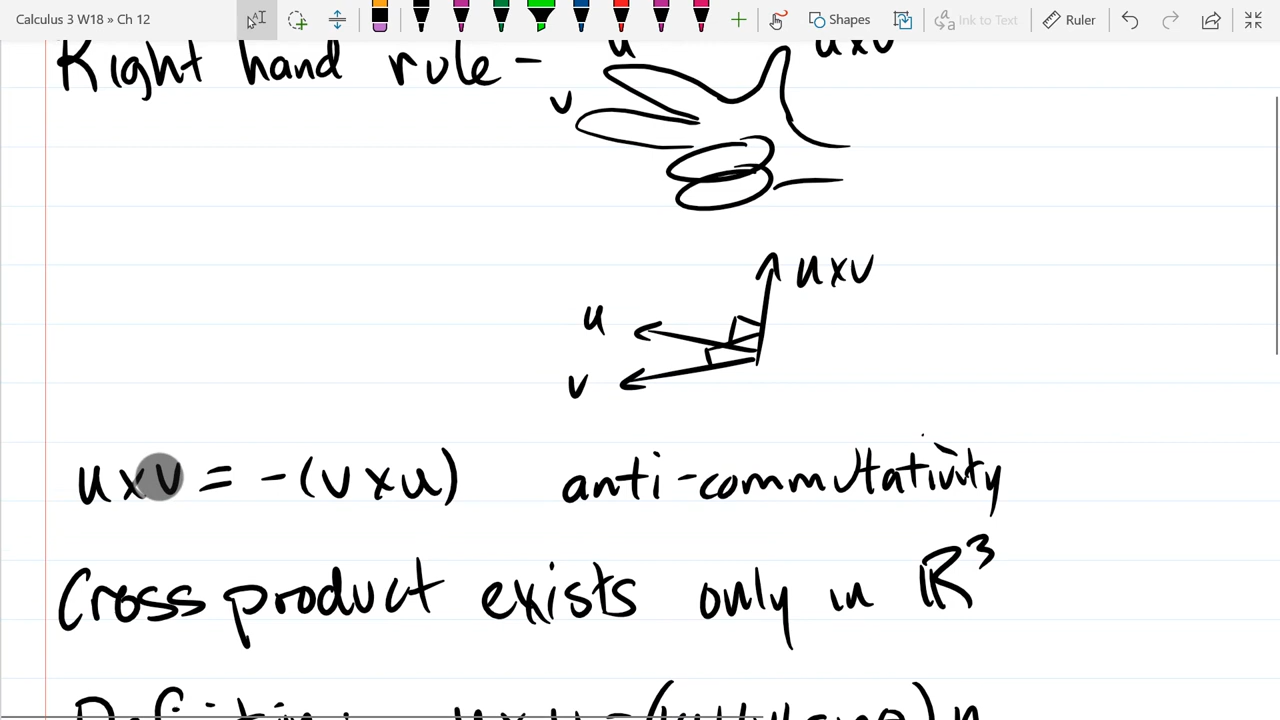 Calculus 3 W18 » Ch 12
Shapes
Link to Text
Ruler
Right hand rule -
u
u x v
v
u x v
u
v
u x v = -(v x u) anti-commutativity
Cross product exists only in ℝ³